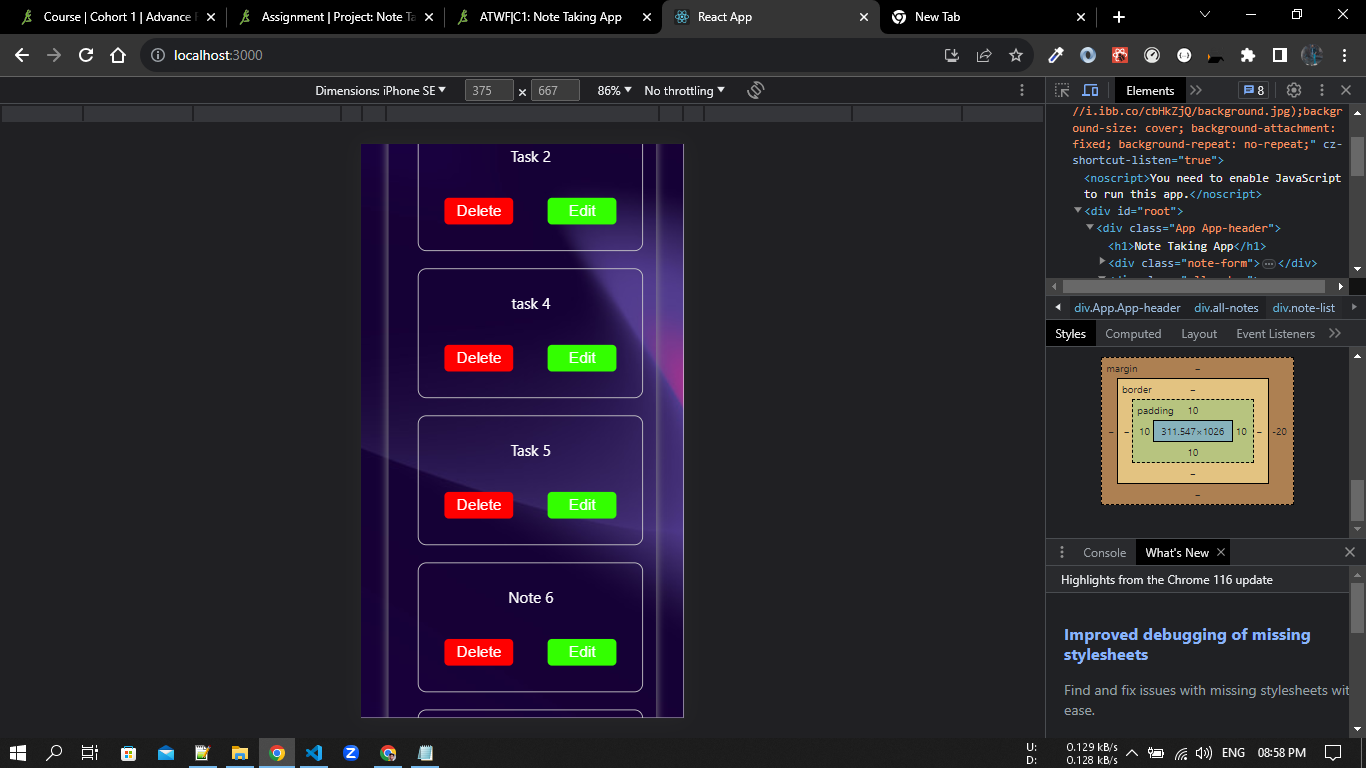 Course | Cohort 1 | Advance
Assignment | Project: Note Ta
ATWF|C1: Note Taking App
React App
New Tab
localhost:3000
Dimensions: iPhone SE
375
×
667
86%
No throttling
Elements
8
//i.ibb.co/cbHkZjQ/background.jpg);backgr
ound-size: cover; background-attachment:
fixed; background-repeat: no-repeat;" cz-
shortcut-listen="true">
<noscript>You need to enable JavaScript
to run this app.</noscript>
<div id="root">
<div class="App App-header">
<h1>Note Taking App</h1>
<div class="note-form">⋯</div>
div.App.App-header
div.all-notes
div.note-list
Styles
Computed
Layout
Event Listeners
margin
–
border
–
padding
10
– – 10 311.547×1026 10 – -20
10
–
–
Console
What's New
Highlights from the Chrome 116 update
Improved debugging of missing
stylesheets
Find and fix issues with missing stylesheets wit
ease.
Task 2
Delete
Edit
task 4
Delete
Edit
Task 5
Delete
Edit
Note 6
Delete
Edit
U: 0.129 kB/s
D: 0.128 kB/s
ENG
08:58 PM